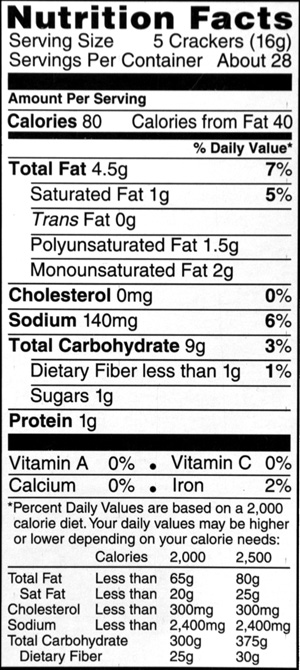 Nutrition Facts
Serving Size 5 Crackers (16g)
Servings Per Container About 28
Amount Per Serving
Calories 80 Calories from Fat 40
% Daily Value*
Total Fat 4.5g 7%
Saturated Fat 1g 5%
Trans Fat 0g
Polyunsaturated Fat 1.5g
Monounsaturated Fat 2g
Cholesterol 0mg 0%
Sodium 140mg 6%
Total Carbohydrate 9g 3%
Dietary Fiber less than 1g 1%
Sugars 1g
Protein 1g
Vitamin A 0% • Vitamin C 0%
Calcium 0% • Iron 2%
*Percent Daily Values are based on a 2,000
calorie diet. Your daily values may be higher
or lower depending on your calorie needs:
Calories 2,000 2,500
Total Fat Less than 65g 80g
Sat Fat Less than 20g 25g
Cholesterol Less than 300mg 300mg
Sodium Less than 2,400mg 2,400mg
Total Carbohydrate 300g 375g
Dietary Fiber 25g 30g